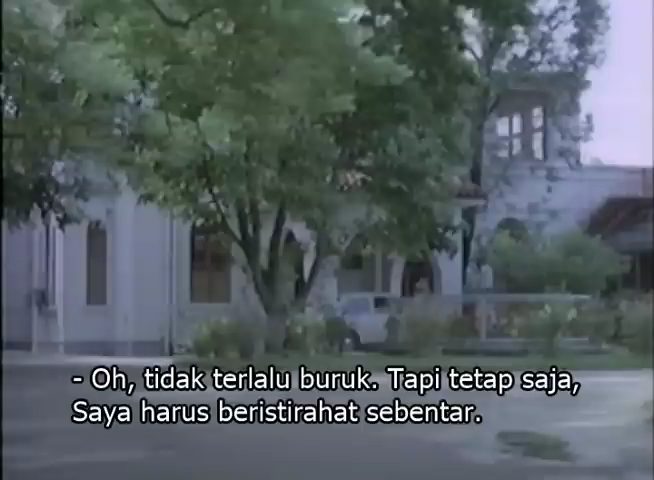 - Oh, tidak terlalu buruk. Tapi tetap saja,
Saya harus beristirahat sebentar.